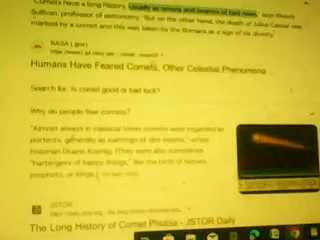 "Comets have a long history, usually as omens and bearers of bad news," says Woody
Sullivan, professor of astronomy. "But on the other hand, the death of Julius Caesar was
marked by a comet and this was taken by the Romans as a sign of his divinity."
NASA (.gov)
Humans Have Feared Comets, Other Celestial Phenomena
Search for: Is comet good or bad luck?
Why do people fear comets?
"Almost always in classical times comets were regarded as
portents, generally as warnings of dire events," writes
historian Duane Koenig. (They were also sometimes
"harbingers of happy things," like the birth of heroes,
prophets, or kings.)
JSTOR
The Long History of Comet Phobia - JSTOR Daily